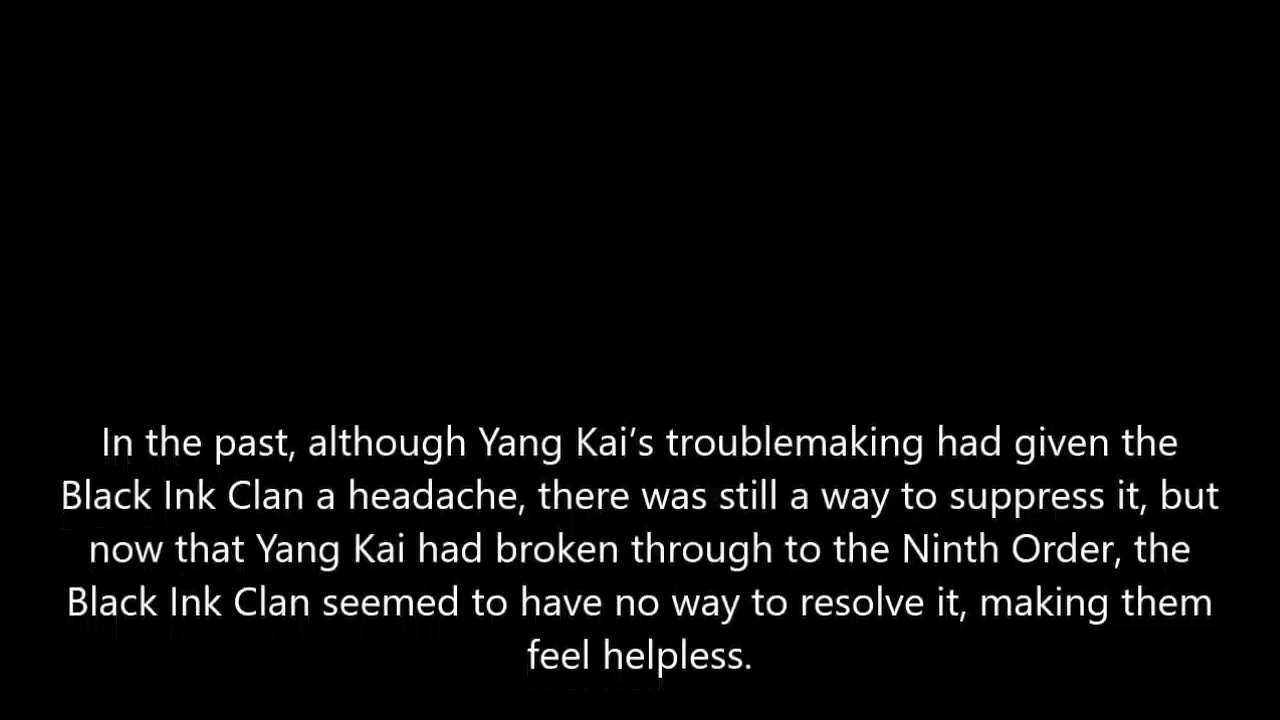 In the past, although Yang Kai’s troublemaking had given the
Black Ink Clan a headache, there was still a way to suppress it, but
now that Yang Kai had broken through to the Ninth Order, the
Black Ink Clan seemed to have no way to resolve it, making them
feel helpless.